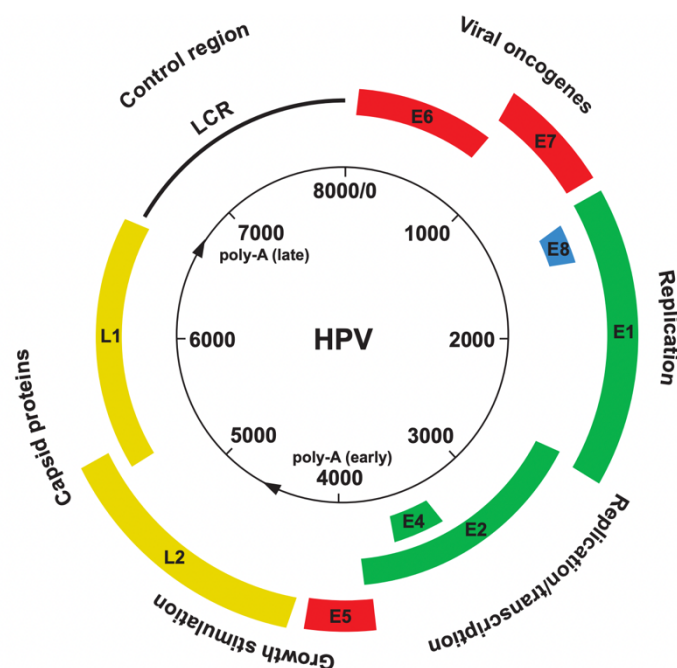 Control region
Viral oncogenes
LCR
E6
E7
8000/0
7000
1000
poly-A (late)
E8
Replication
L1
6000
HPV
2000
E1
Capsid proteins
5000
3000
poly-A (early)
4000
E4
E2
Replication/transcription
L2
E5
Growth stimulation